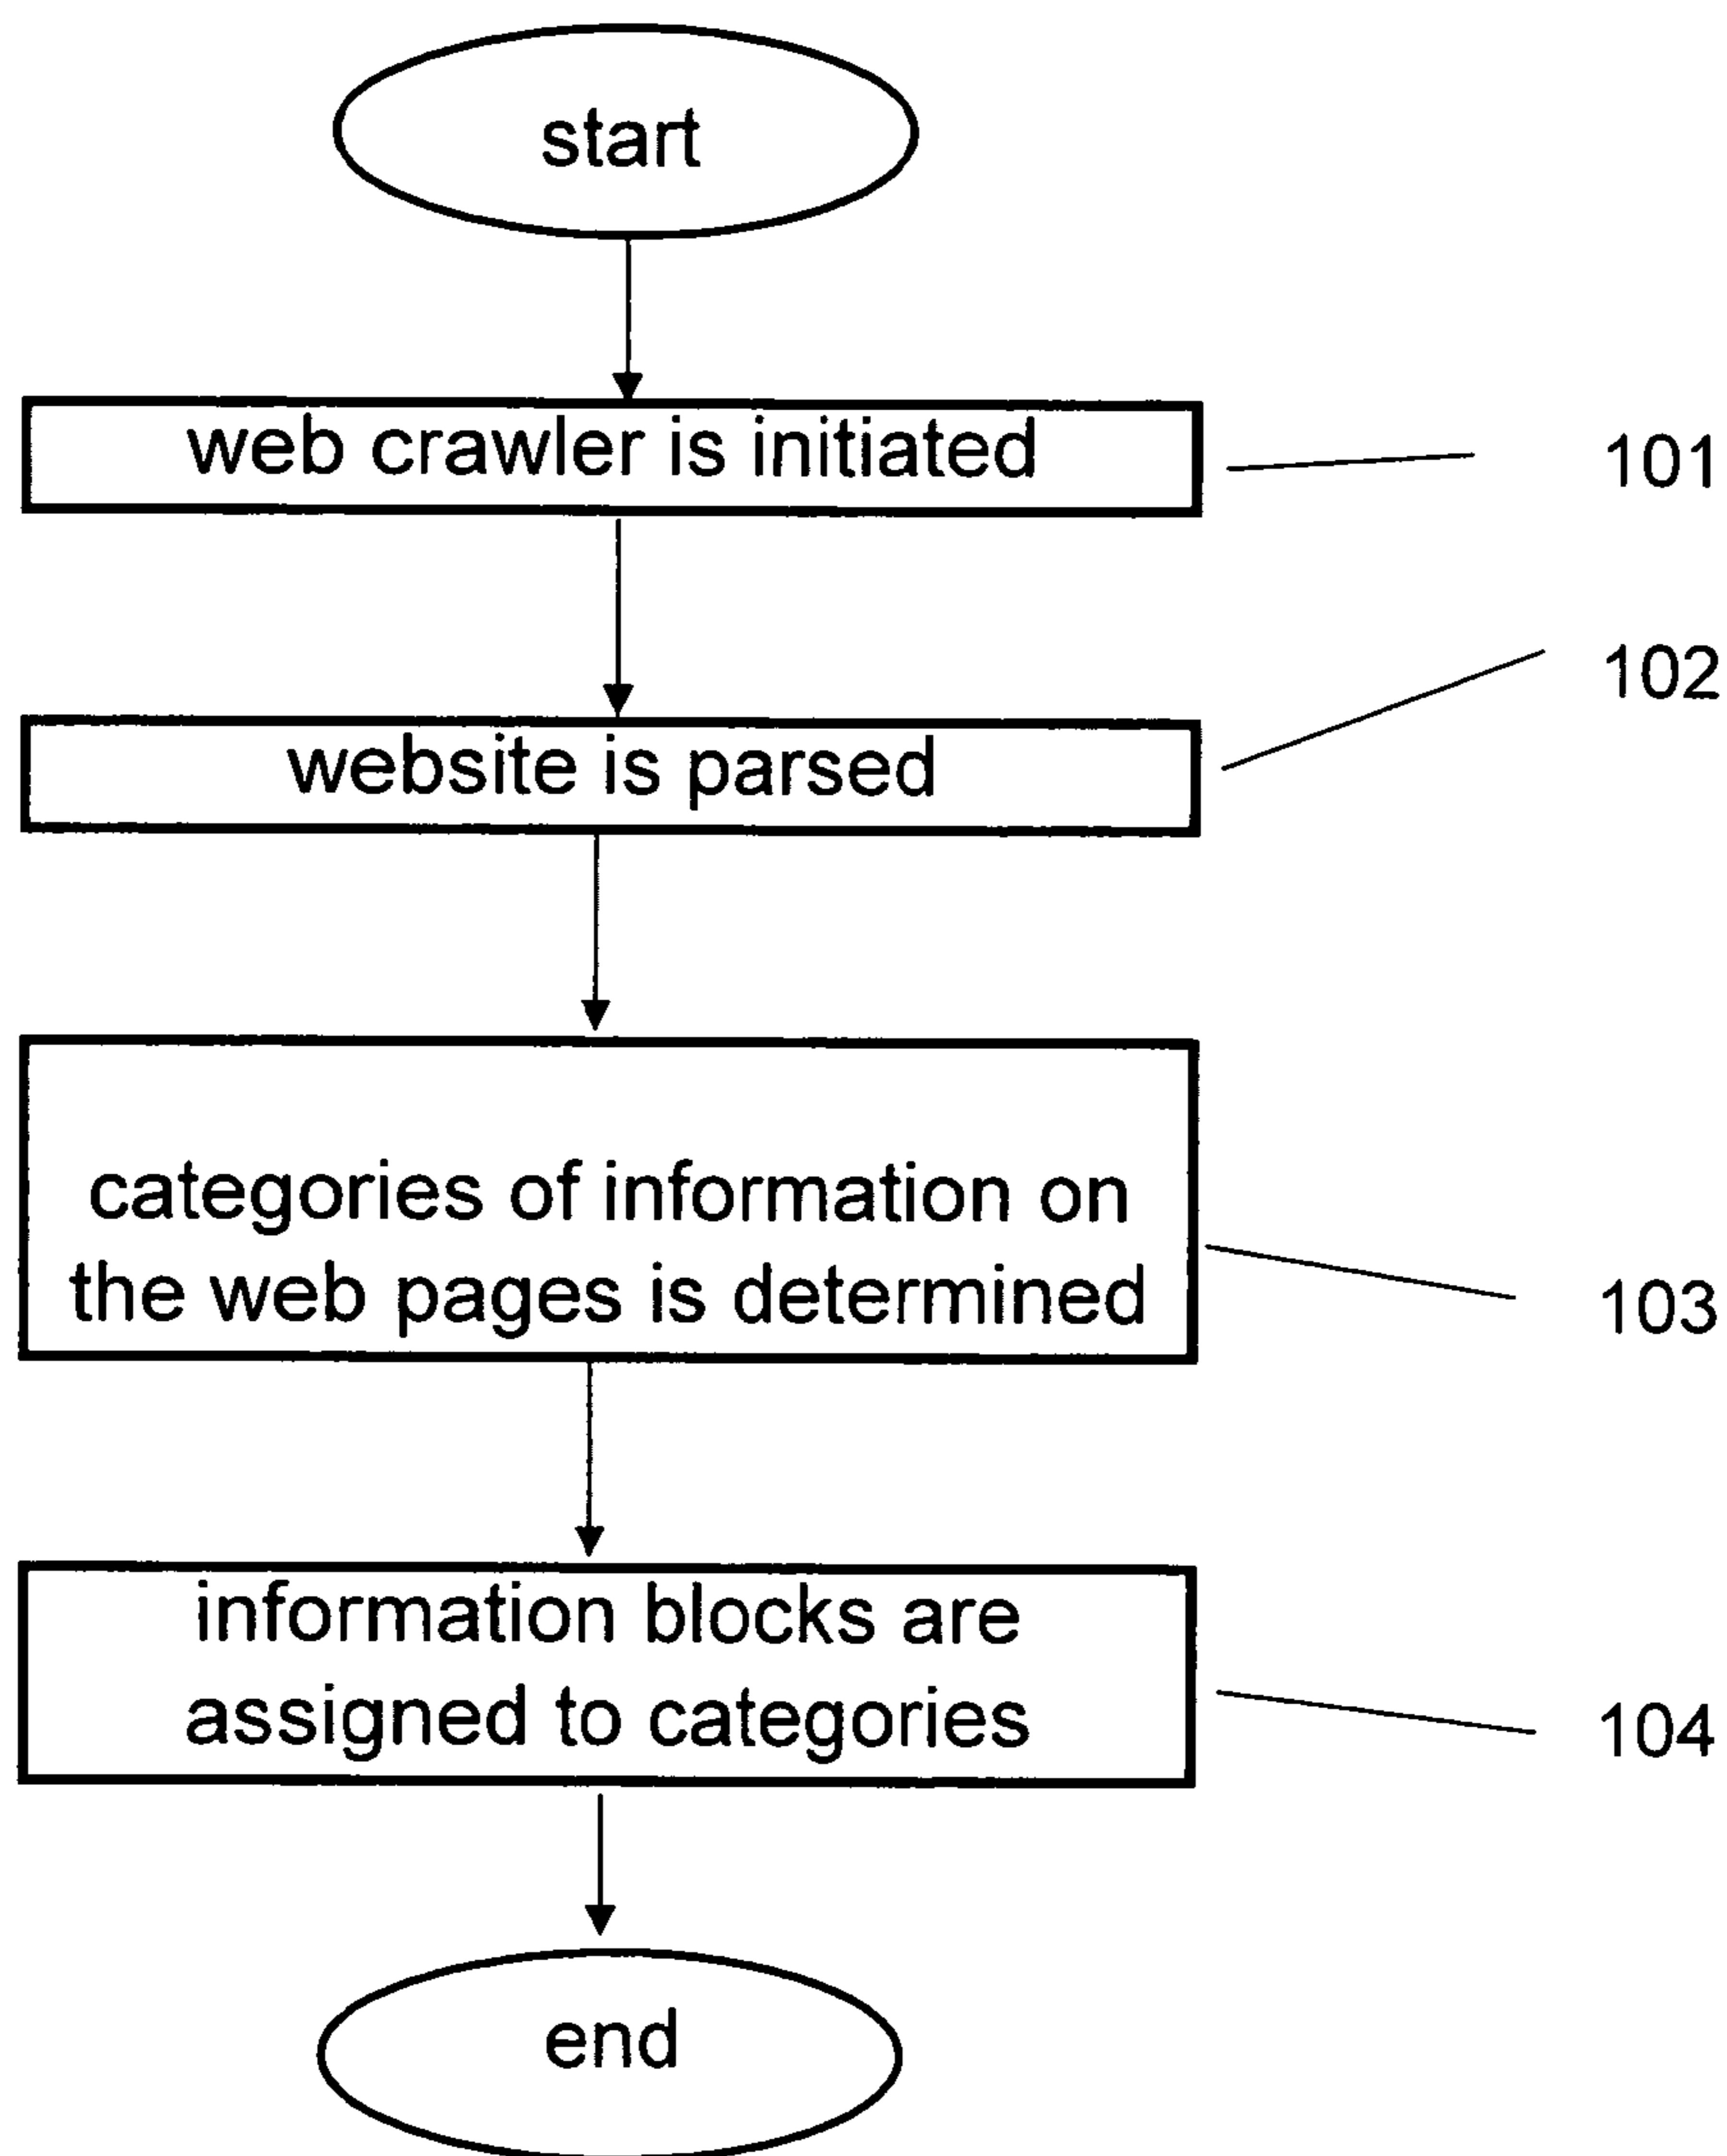 start
web crawler is initiated
101
102
website is parsed
categories of information on
the web pages is determined
103
information blocks are
assigned to categories
104
end